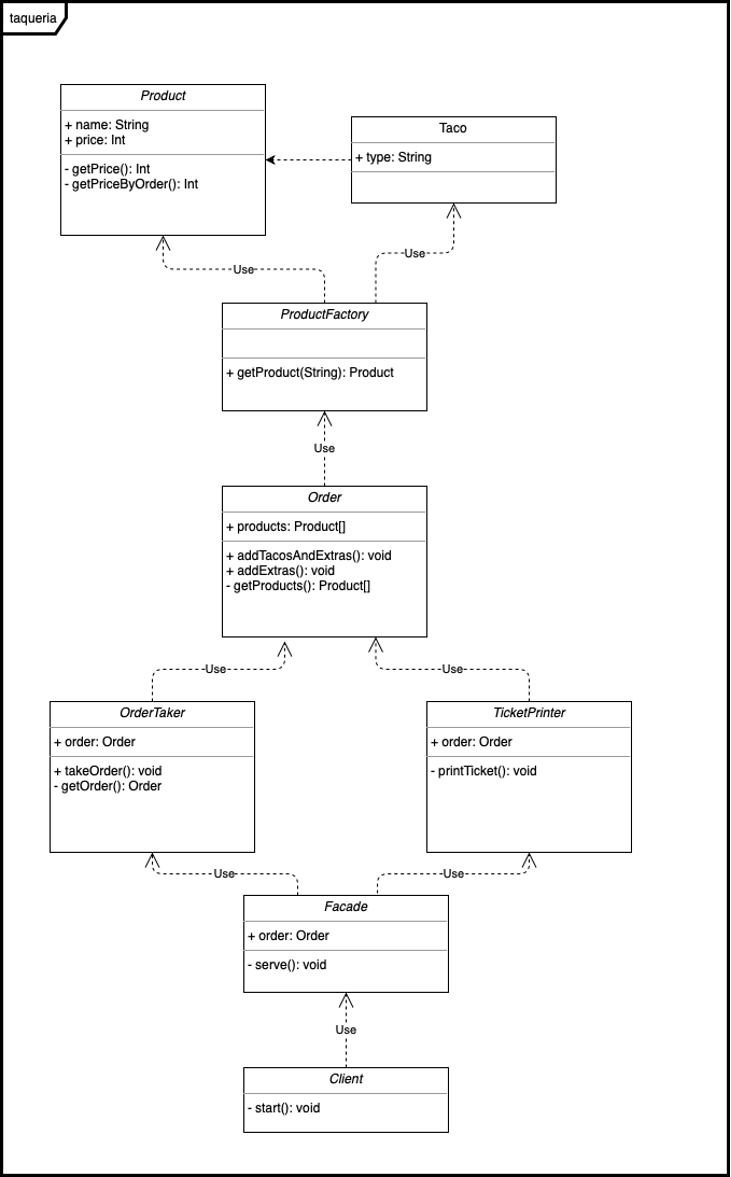 taqueria
Product
+ name: String
+ price: Int
- getPrice(): Int
- getPriceByOrder(): Int
Taco
+ type: String
Use
Use
ProductFactory
+ getProduct(String): Product
Use
Order
+ products: Product[]
+ addTacosAndExtras(): void
+ addExtras(): void
- getProducts(): Product[]
Use
Use
OrderTaker
+ order: Order
+ takeOrder(): void
- getOrder(): Order
TicketPrinter
+ order: Order
- printTicket(): void
Use
Use
Facade
+ order: Order
- serve(): void
Use
Client
- start(): void